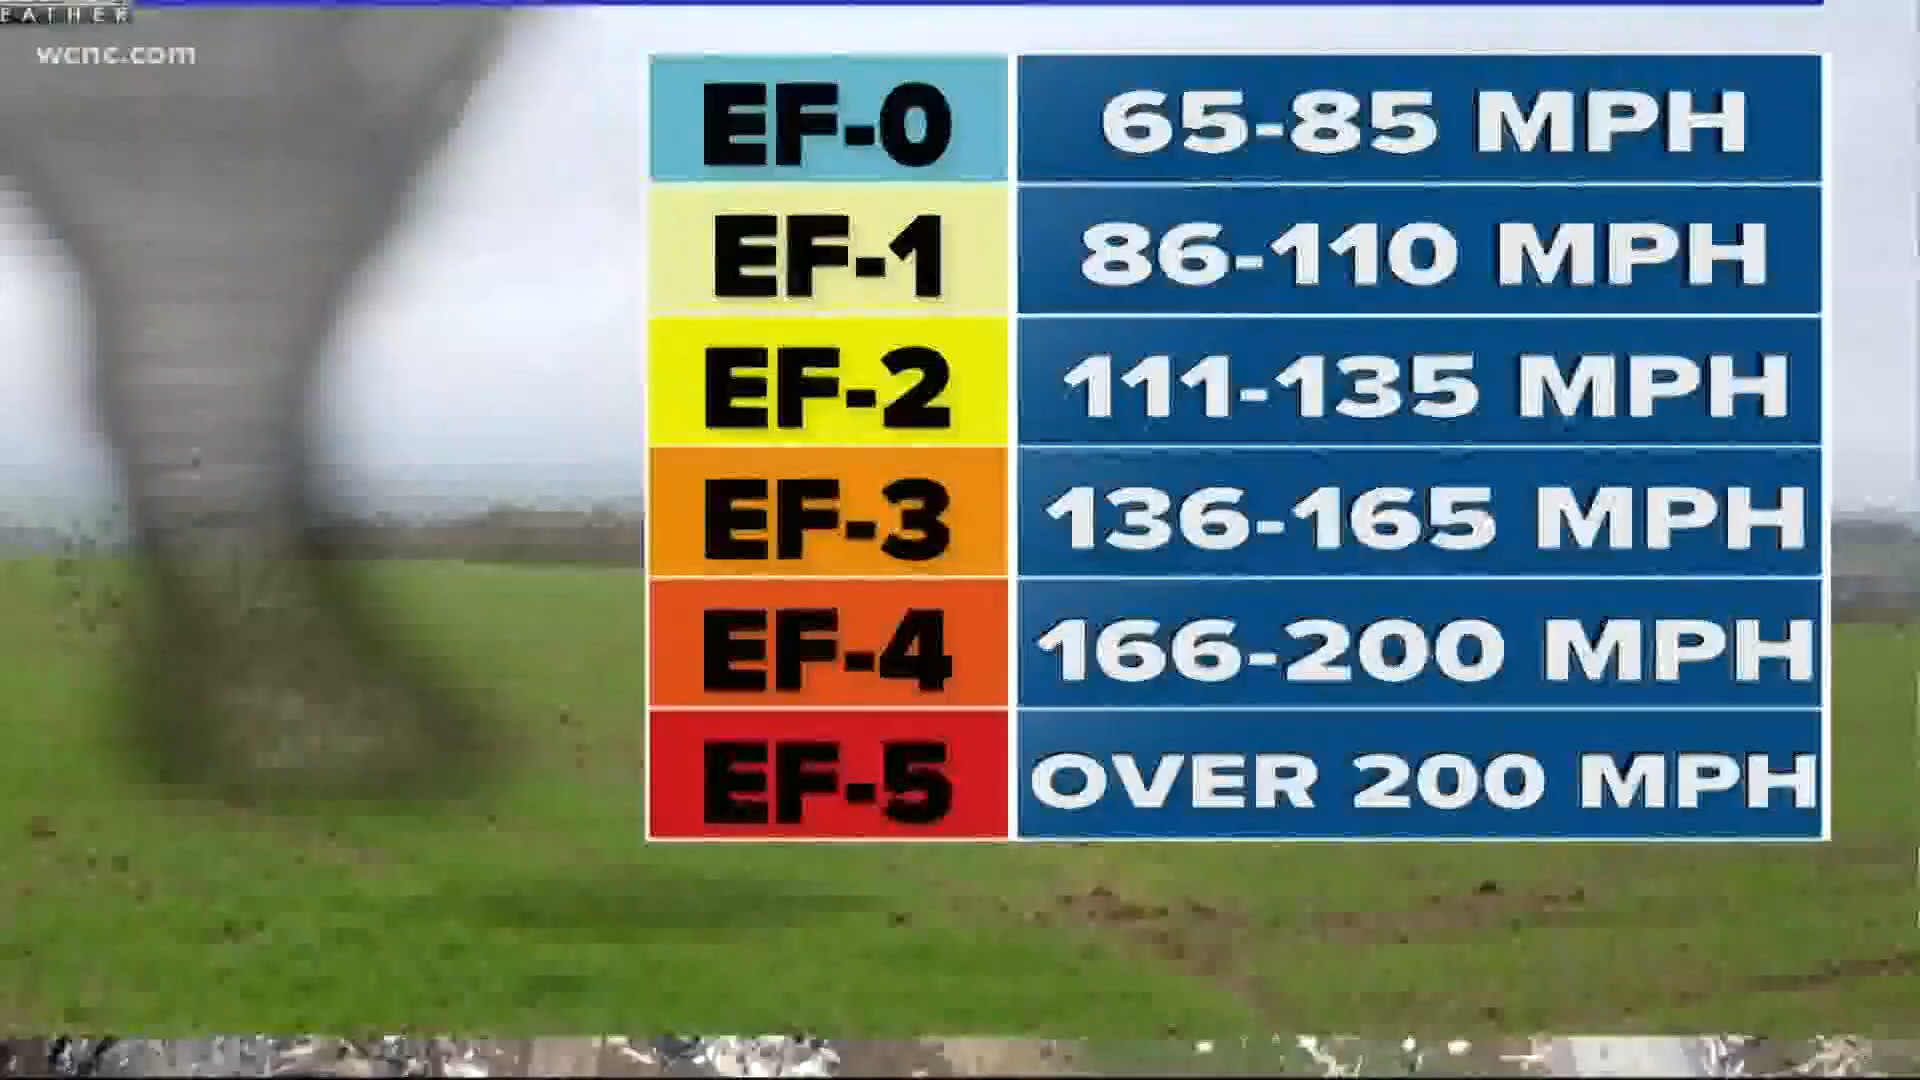 EATHER
wcnc.com
EF-0 65-85 MPH
EF-1 86-110 MPH
EF-2 111-135 MPH
EF-3 136-165 MPH
EF-4 166-200 MPH
EF-5 OVER 200 MPH